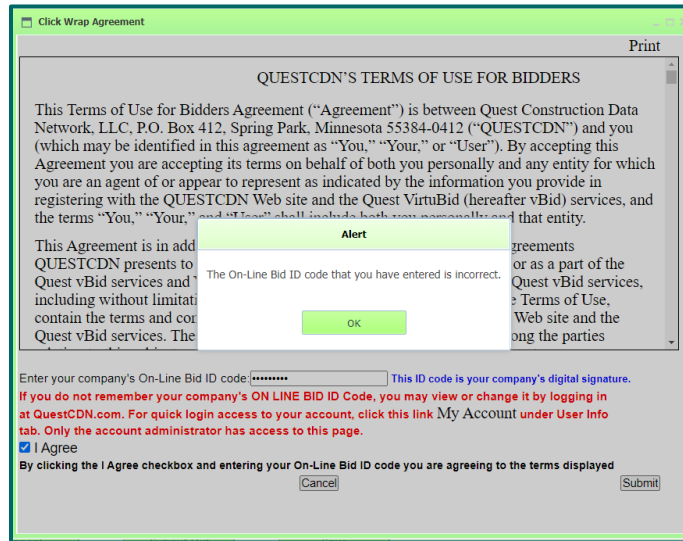 Click Wrap Agreement
Print
QUESTCDN'S TERMS OF USE FOR BIDDERS
This Terms of Use for Bidders Agreement (“Agreement”) is between Quest Construction Data
Network, LLC, P.O. Box 412, Spring Park, Minnesota 55384-0412 (“QUESTCDN”) and you
(which may be identified in this agreement as “You,” “Your,” or “User”). By accepting this
Agreement you are accepting its terms on behalf of both you personally and any entity for which
you are an agent of or appear to represent as indicated by the information you provide in
registering with the QUESTCDN Web site and the Quest VirtuBid (hereafter vBid) services, and
the terms “You,” “Your,” and “User” shall include both you personally and that entity.
This Agreement is in add
QUESTCDN presents to
Quest vBid services and
including without limitati
contain the terms and con
Quest vBid services. The
greements
or as a part of the
Quest vBid services,
e Terms of Use,
Web site and the
ong the parties
Alert
The On-Line Bid ID code that you have entered is incorrect.
OK
Enter your company's On-Line Bid ID code: ••••••••• This ID code is your company's digital signature.
If you do not remember your company's ON LINE BID ID Code, you may view or change it by logging in
at QuestCDN.com. For quick login access to your account, click this link My Account under User Info
tab. Only the account administrator has access to this page.
I Agree
By clicking the I Agree checkbox and entering your On-Line Bid ID code you are agreeing to the terms displayed
Cancel Submit